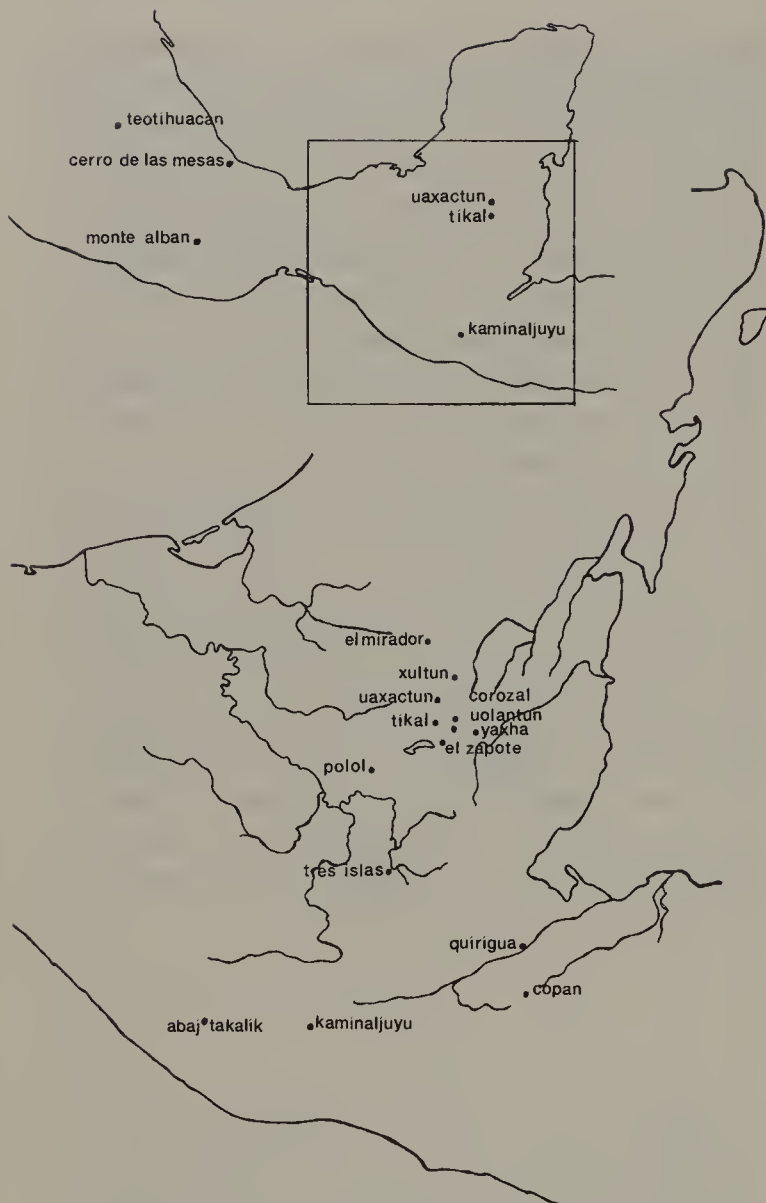 teotihuacan
cerro de las mesas
uaxactun
tikal
monte alban
kaminaljuyu
el mirador
xultun
uaxactun
corozal
uolantun
tikal
yaxha
el zapote
polol
tres islas
quirigua
copan
abaj takalik
kaminaljuyu